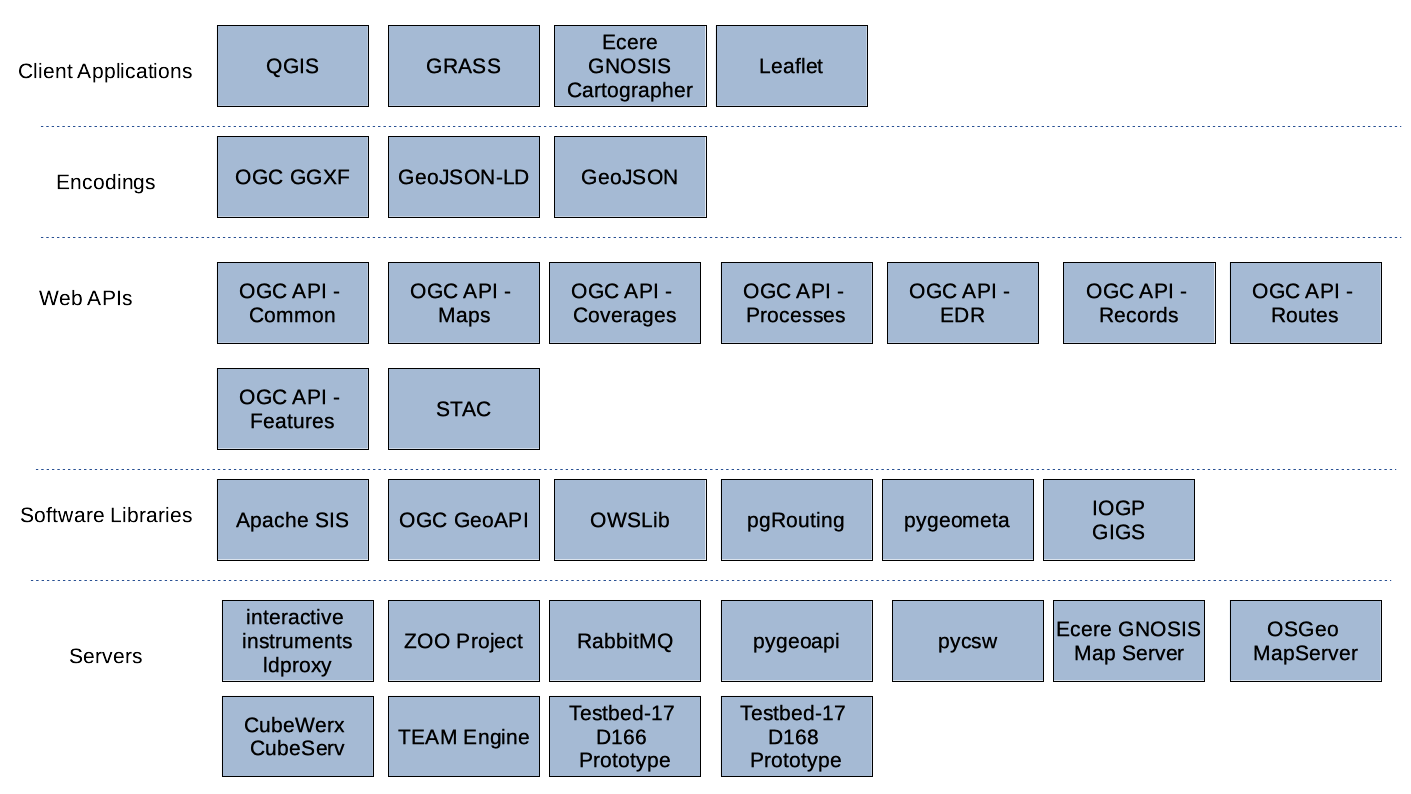 Client Applications
QGIS
GRASS
Ecere
GNOSIS
Cartographer
Leaflet
Encodings
OGC GGXF
GeoJSON-LD
GeoJSON
Web APIs
OGC API -
Common
OGC API -
Maps
OGC API -
Coverages
OGC API -
Processes
OGC API -
EDR
OGC API -
Records
OGC API -
Routes
OGC API -
Features
STAC
Software Libraries
Apache SIS
OGC GeoAPI
OWSLib
pgRouting
pygeometa
IOGP
GIGS
Servers
interactive
instruments
ldproxy
ZOO Project
RabbitMQ
pygeoapi
pycsw
Ecere GNOSIS
Map Server
OSGeo
MapServer
CubeWerx
CubeServ
TEAM Engine
Testbed-17
D166
Prototype
Testbed-17
D168
Prototype